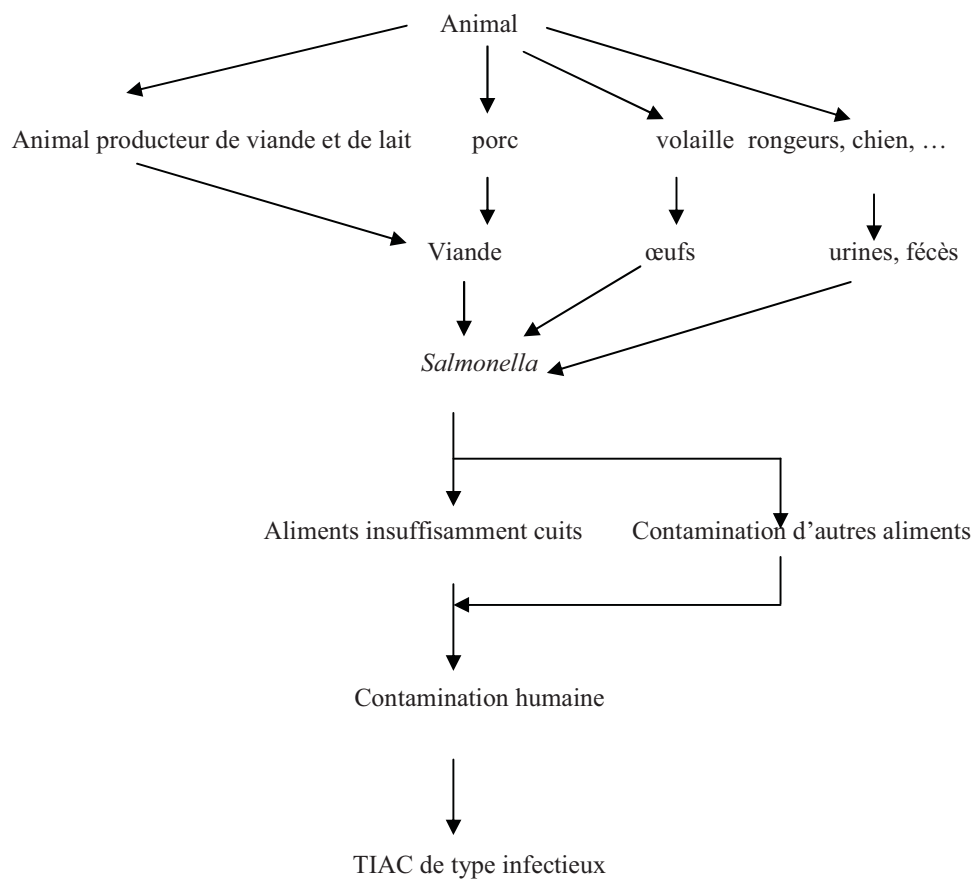 Animal
Animal producteur de viande et de lait porc volaille rongeurs, chien, …
Viande œufs urines, fécès
Salmonella
Aliments insuffisamment cuits Contamination d’autres aliments
Contamination humaine
TIAC de type infectieux